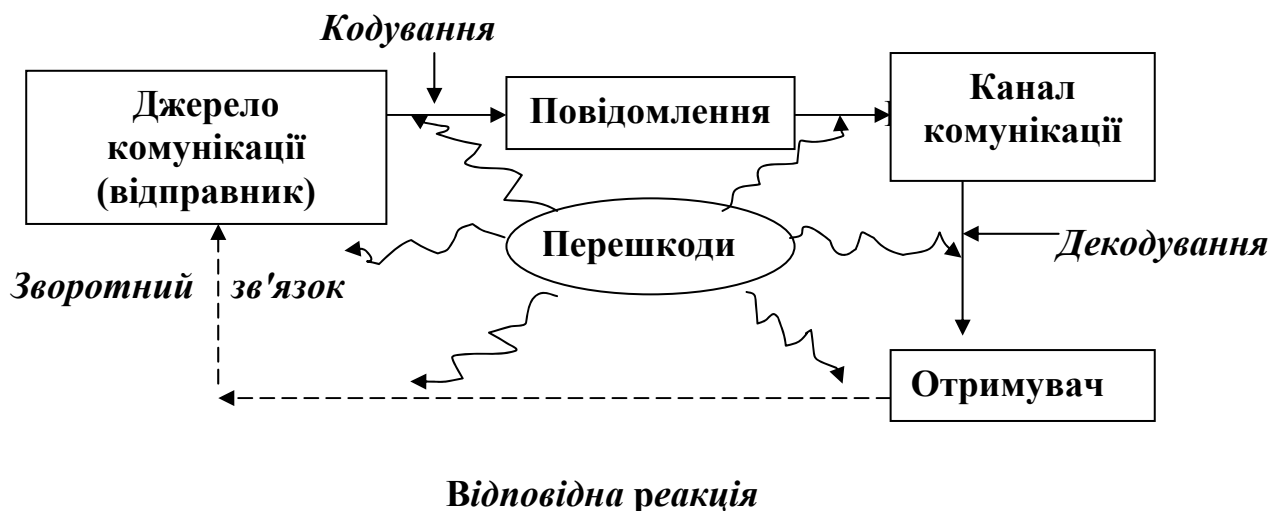 Кодування
Джерело
комунікації
(відправник)
Повідомлення
Канал
комунікації
Перешкоди
Декодування
Зворотний зв'язок
Отримувач
Відповідна реакція